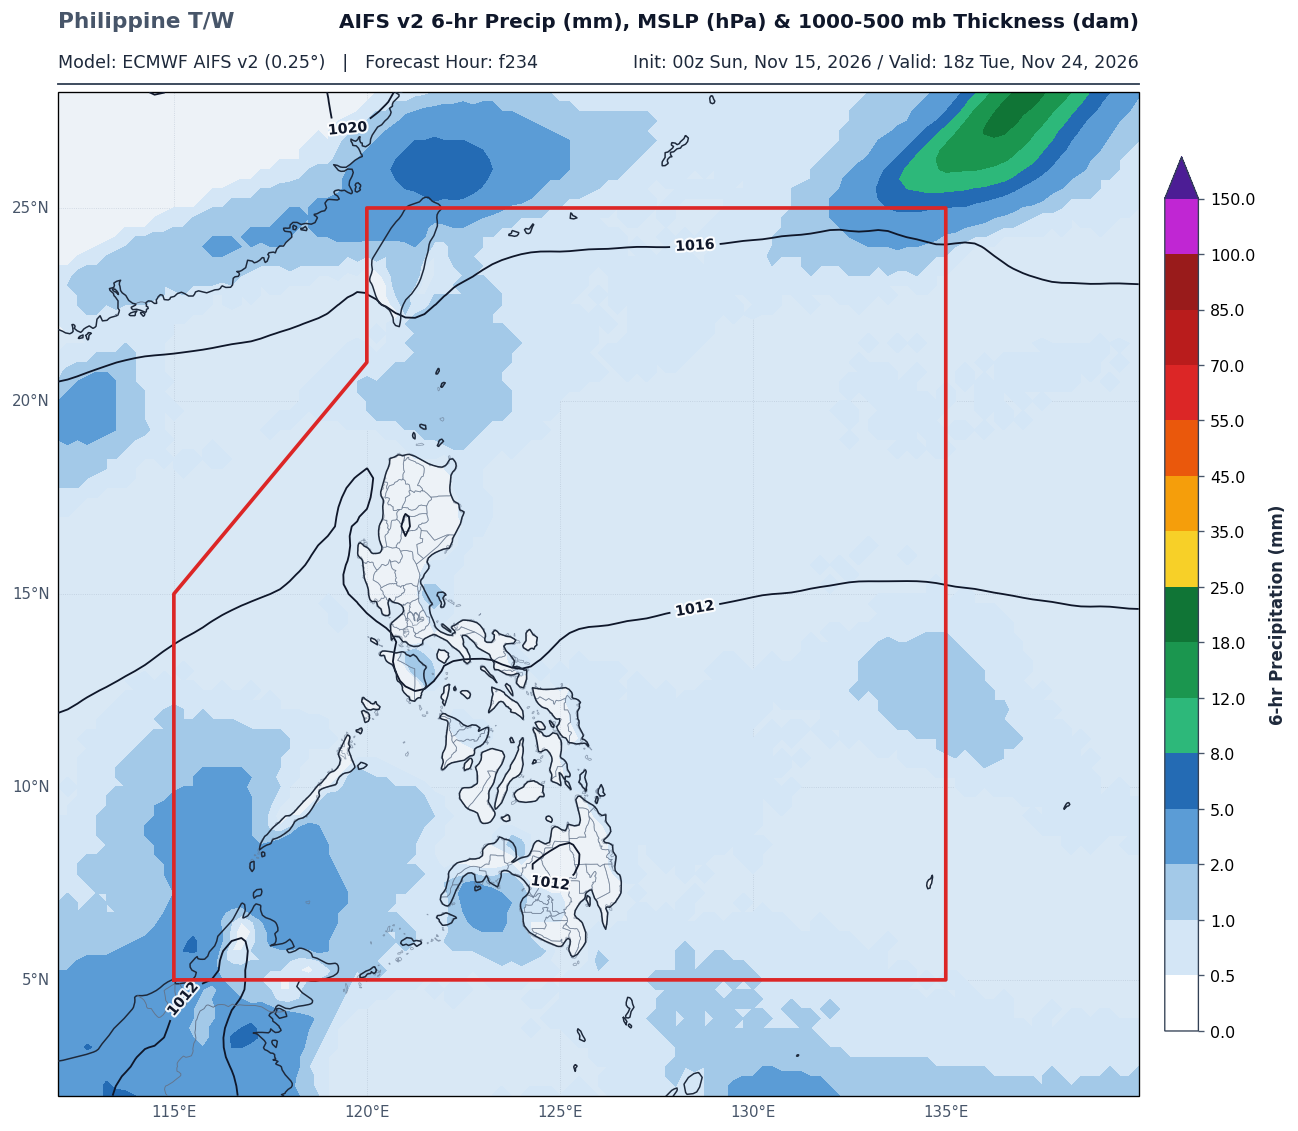 Philippine T/W
AIFS v2 6-hr Precip (mm), MSLP (hPa) & 1000-500 mb Thickness (dam)
Model: ECMWF AIFS v2 (0.25°)   |   Forecast Hour: f234
Init: 00z Sun, Nov 15, 2026 / Valid: 18z Tue, Nov 24, 2026
1020
1016
1012
1012
1012
25°N
20°N
15°N
10°N
5°N
115°E
120°E
125°E
130°E
135°E
150.0
100.0
85.0
70.0
55.0
45.0
35.0
25.0
18.0
12.0
8.0
5.0
2.0
1.0
0.5
0.0
6-hr Precipitation (mm)